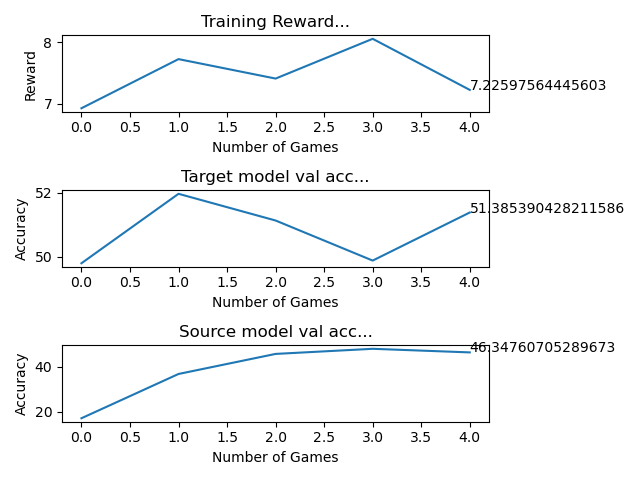 Training Reward...
8
7
Reward
7.22597564445603
0.0 0.5 1.0 1.5 2.0 2.5 3.0 3.5 4.0
Number of Games
Target model val acc...
52
50
Accuracy
51.385390428211586
0.0 0.5 1.0 1.5 2.0 2.5 3.0 3.5 4.0
Number of Games
Source model val acc...
40
20
Accuracy
46.34760705289673
0.0 0.5 1.0 1.5 2.0 2.5 3.0 3.5 4.0
Number of Games